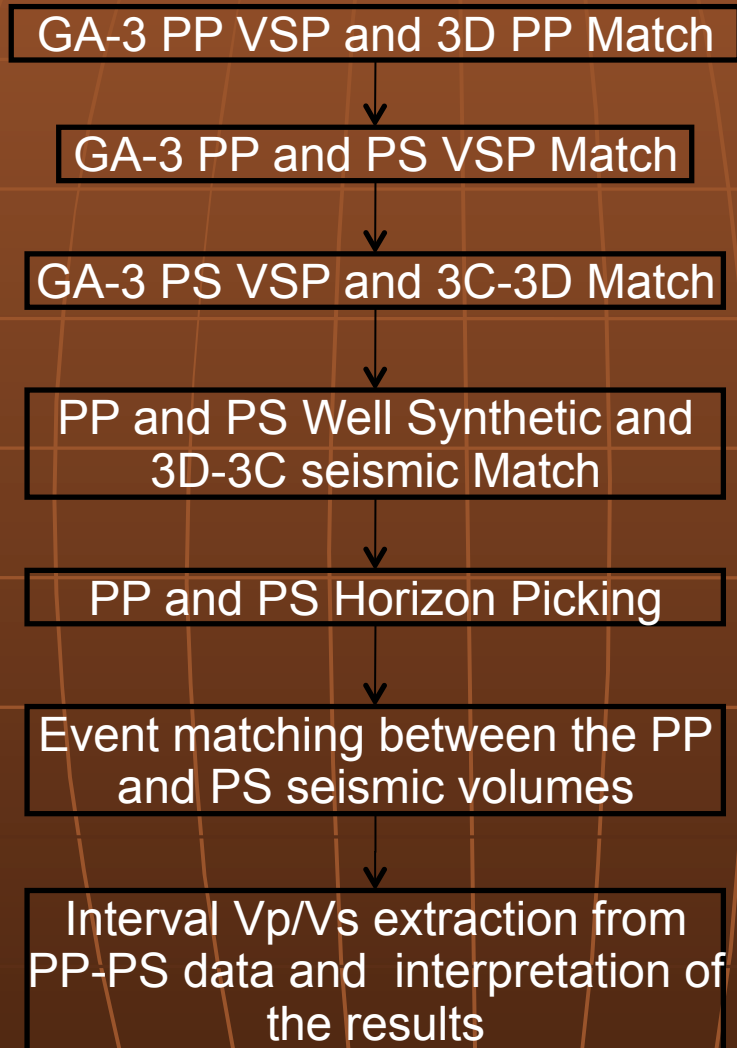 GA-3 PP VSP and 3D PP Match
GA-3 PP and PS VSP Match
GA-3 PS VSP and 3C-3D Match
PP and PS Well Synthetic and
3D-3C seismic Match
PP and PS Horizon Picking
Event matching between the PP
and PS seismic volumes
Interval Vp/Vs extraction from
PP-PS data and interpretation of
the results